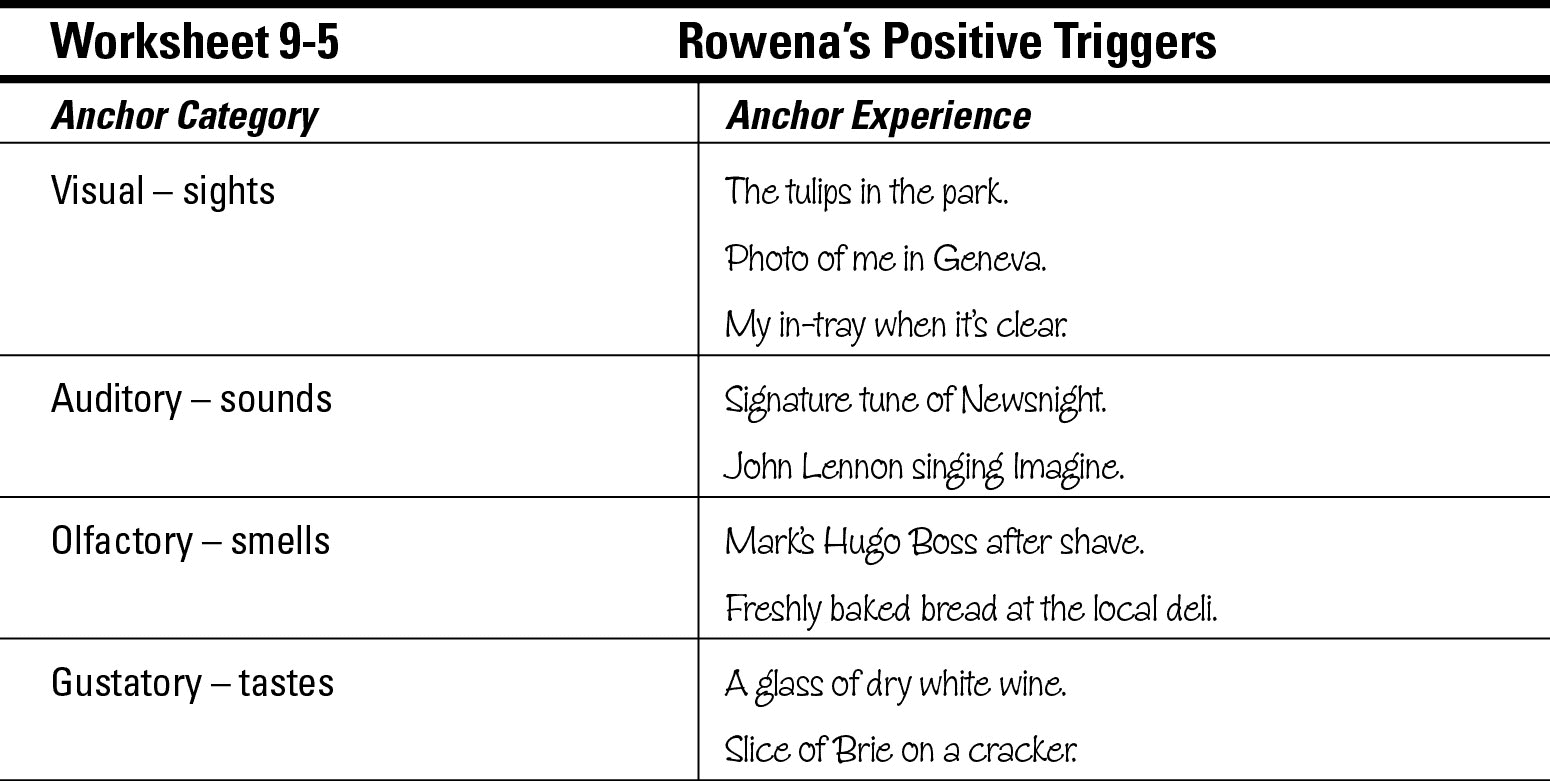 Worksheet 9-5 Rowena's Positive Triggers
Anchor Category Anchor Experience
Visual – sights The tulips in the park.
Photo of me in Geneva.
My in-tray when it's clear.
Auditory – sounds Signature tune of Newsnight.
John Lennon singing Imagine.
Olfactory – smells Mark's Hugo Boss after shave.
Freshly baked bread at the local deli.
Gustatory – tastes A glass of dry white wine.
Slice of Brie on a cracker.